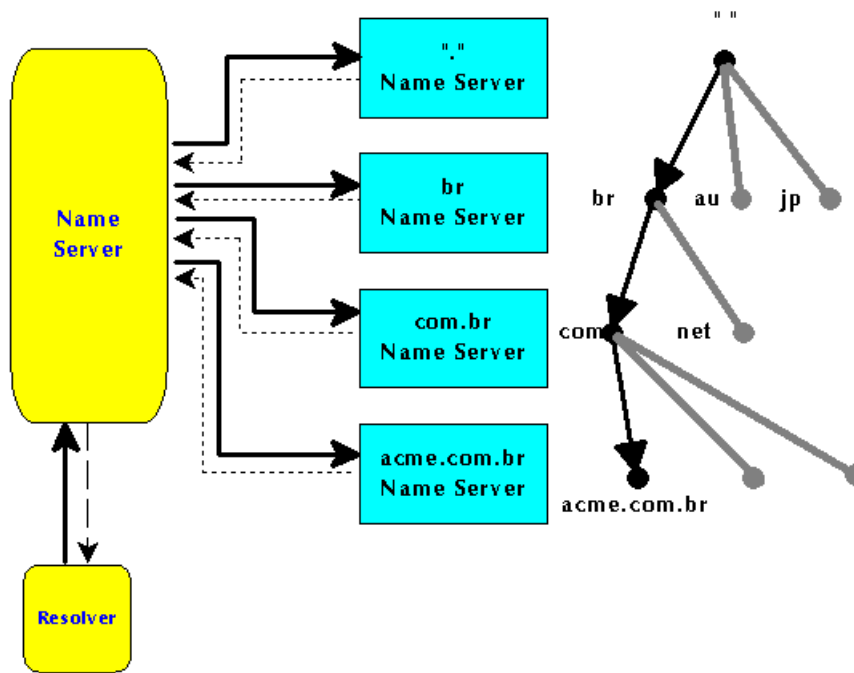 "."
Name Server
br
Name Server
com.br
Name Server
acme.com.br
Name Server
Name
Server
Resolver
" "
br
au
jp
com
net
acme.com.br